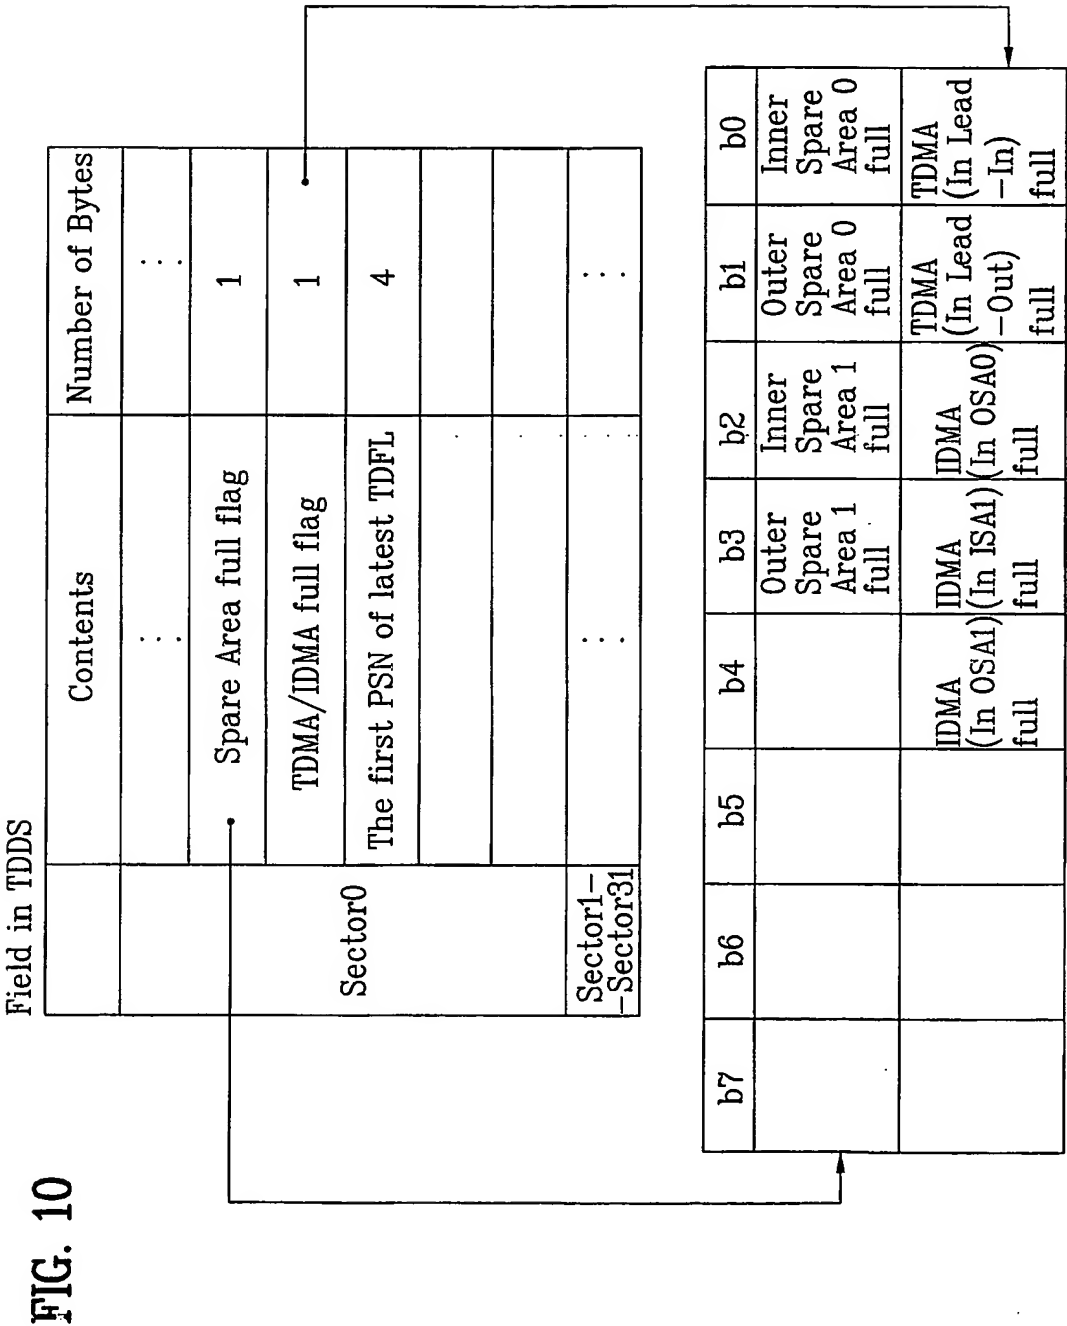 FIG. 10
Field in TDDS
Contents
Number of Bytes
Sector0
⋮
⋮
Spare Area full flag
1
TDMA/IDMA full flag
1
The first PSN of latest TDFL
4
Sector1-
-Sector31
⋮
⋮
b7
b6
b5
b4
b3
b2
b1
b0
Outer
Spare
Area 1
full
Inner
Spare
Area 1
full
Outer
Spare
Area 0
full
Inner
Spare
Area 0
full
IDMA
(In OSA1)
full
IDMA
(In ISA1)
full
IDMA
(In OSA0)
full
TDMA
(In Lead
-Out)
full
TDMA
(In Lead
-In)
full